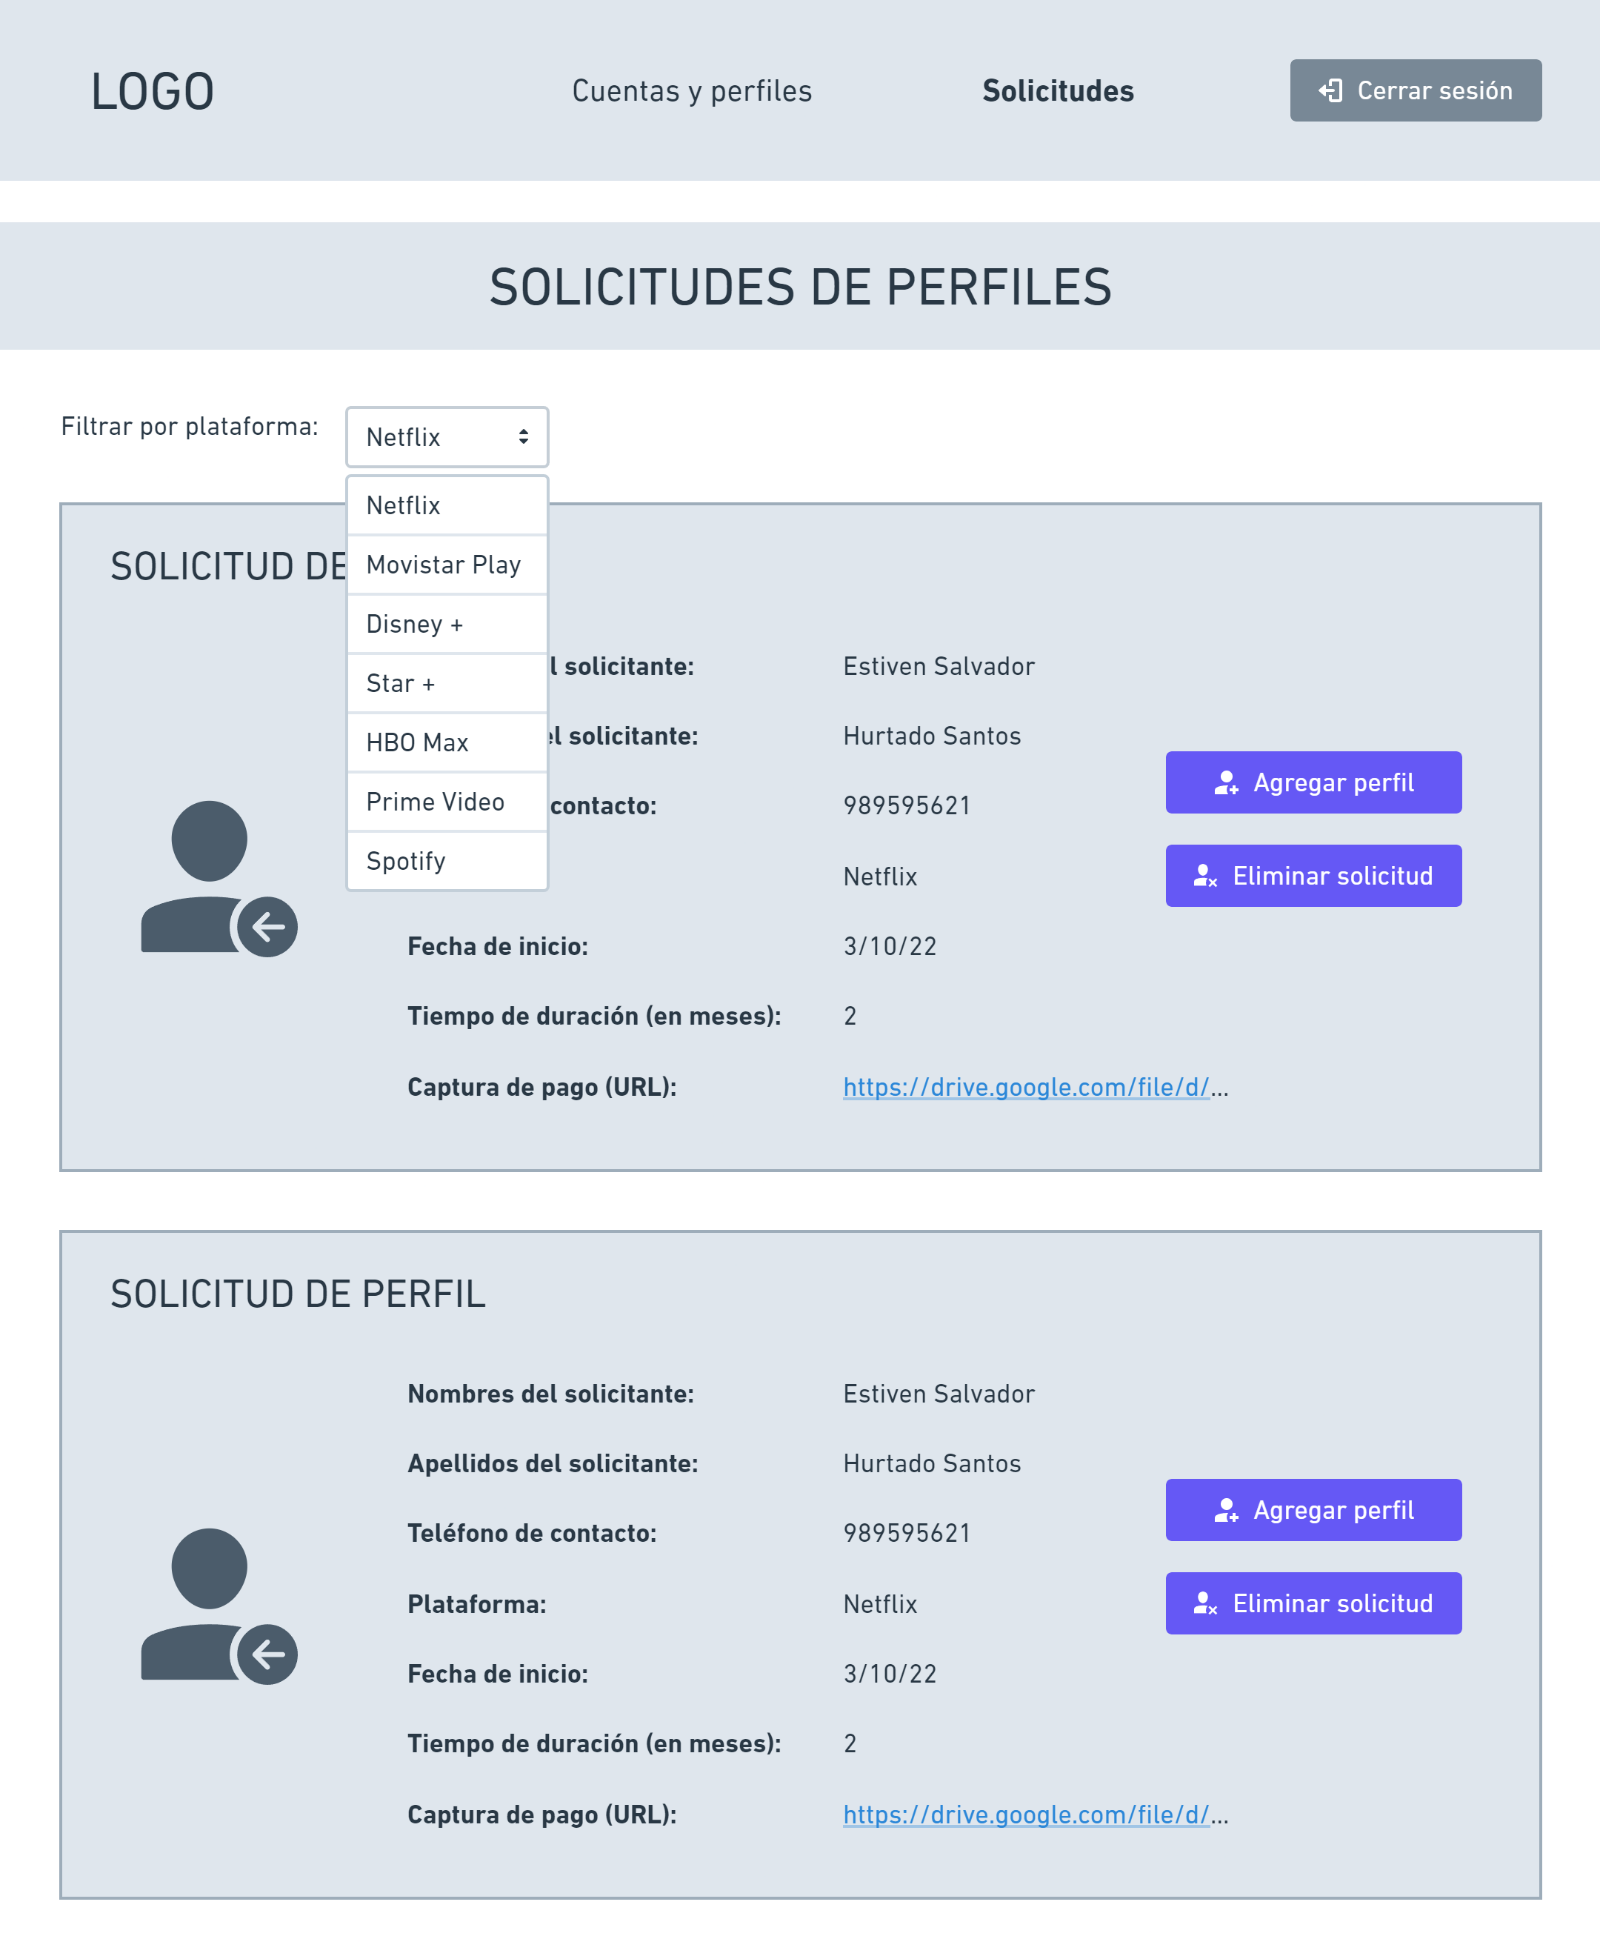 LOGO
Cuentas y perfiles
Solicitudes
Cerrar sesión
SOLICITUDES DE PERFILES
Filtrar por plataforma:
Netflix
Netflix
Movistar Play
Disney +
Star +
HBO Max
Prime Video
Spotify
SOLICITUD DE
l solicitante: Estiven Salvador
el solicitante: Hurtado Santos
contacto: 989595621
Netflix
Fecha de inicio: 3/10/22
Tiempo de duración (en meses): 2
Captura de pago (URL): https://drive.google.com/file/d/...
Agregar perfil
Eliminar solicitud
SOLICITUD DE PERFIL
Nombres del solicitante: Estiven Salvador
Apellidos del solicitante: Hurtado Santos
Teléfono de contacto: 989595621
Plataforma: Netflix
Fecha de inicio: 3/10/22
Tiempo de duración (en meses): 2
Captura de pago (URL): https://drive.google.com/file/d/...
Agregar perfil
Eliminar solicitud